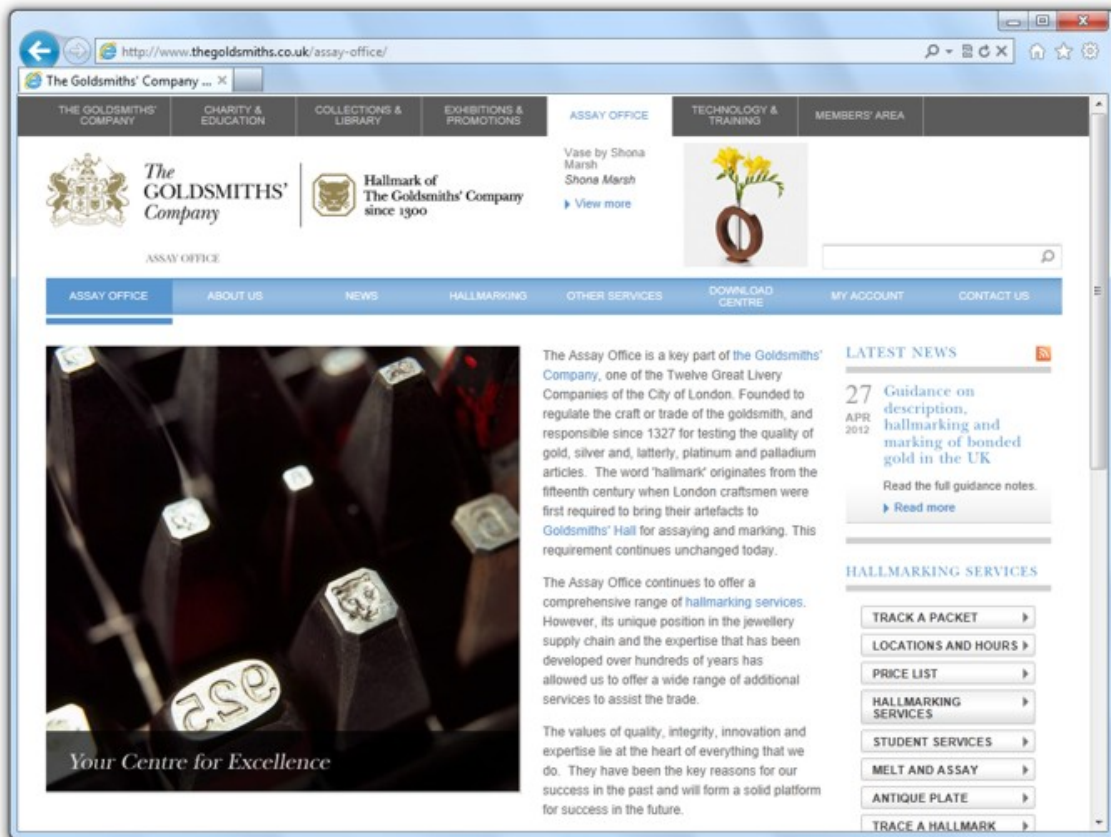 http://www.thegoldsmiths.co.uk/assay-office/
The Goldsmiths' Company ...
THE GOLDSMITHS'
COMPANY
CHARITY &
EDUCATION
COLLECTIONS &
LIBRARY
EXHIBITIONS &
PROMOTIONS
ASSAY OFFICE
TECHNOLOGY &
TRAINING
MEMBERS' AREA
The
GOLDSMITHS'
Company
Hallmark of
The Goldsmiths' Company
since 1300
Vase by Shona
Marsh
Shona Marsh
View more
ASSAY OFFICE
ASSAY OFFICE
ABOUT US
NEWS
HALLMARKING
OTHER SERVICES
DOWNLOAD
CENTRE
MY ACCOUNT
CONTACT US
925
Your Centre for Excellence
The Assay Office is a key part of the Goldsmiths'
Company, one of the Twelve Great Livery
Companies of the City of London. Founded to
regulate the craft or trade of the goldsmith, and
responsible since 1327 for testing the quality of
gold, silver and, latterly, platinum and palladium
articles. The word 'hallmark' originates from the
fifteenth century when London craftsmen were
first required to bring their artefacts to
Goldsmiths' Hall for assaying and marking. This
requirement continues unchanged today.
The Assay Office continues to offer a
comprehensive range of hallmarking services.
However, its unique position in the jewellery
supply chain and the expertise that has been
developed over hundreds of years has
allowed us to offer a wide range of additional
services to assist the trade.
The values of quality, integrity, innovation and
expertise lie at the heart of everything that we
do. They have been the key reasons for our
success in the past and will form a solid platform
for success in the future.
LATEST NEWS
27
APR
2012
Guidance on
description,
hallmarking and
marking of bonded
gold in the UK
Read the full guidance notes.
Read more
HALLMARKING SERVICES
TRACK A PACKET
LOCATIONS AND HOURS
PRICE LIST
HALLMARKING
SERVICES
STUDENT SERVICES
MELT AND ASSAY
ANTIQUE PLATE
TRACE A HALLMARK